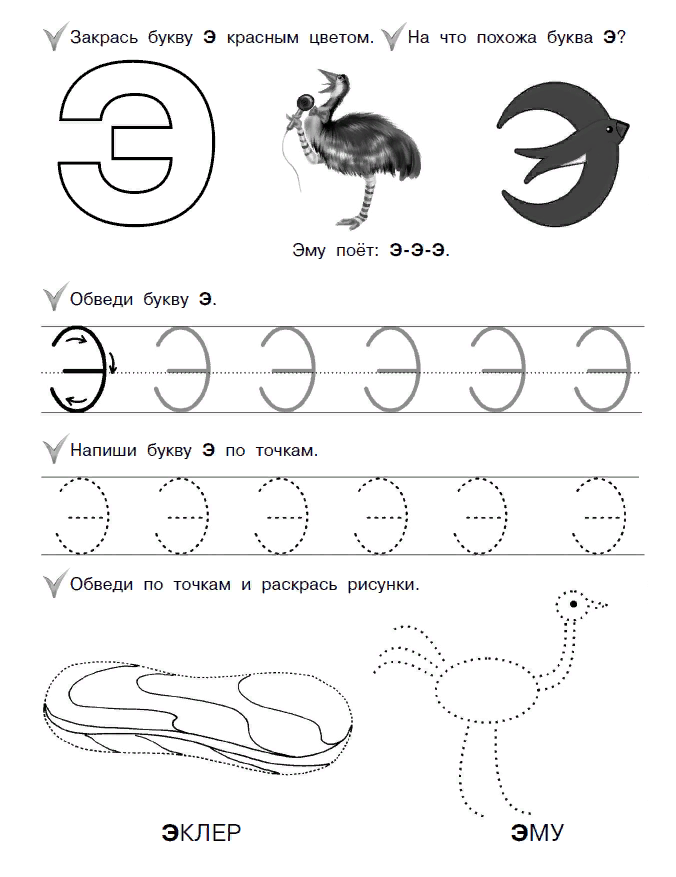 Закрась букву Э красным цветом. На что похожа буква Э?
Э
Эму поёт: Э-Э-Э.
Обведи букву Э.
Э Э Э Э Э Э
Напиши букву Э по точкам.
Э Э Э Э Э Э
Обведи по точкам и раскрась рисунки.
ЭКЛЕР ЭМУ